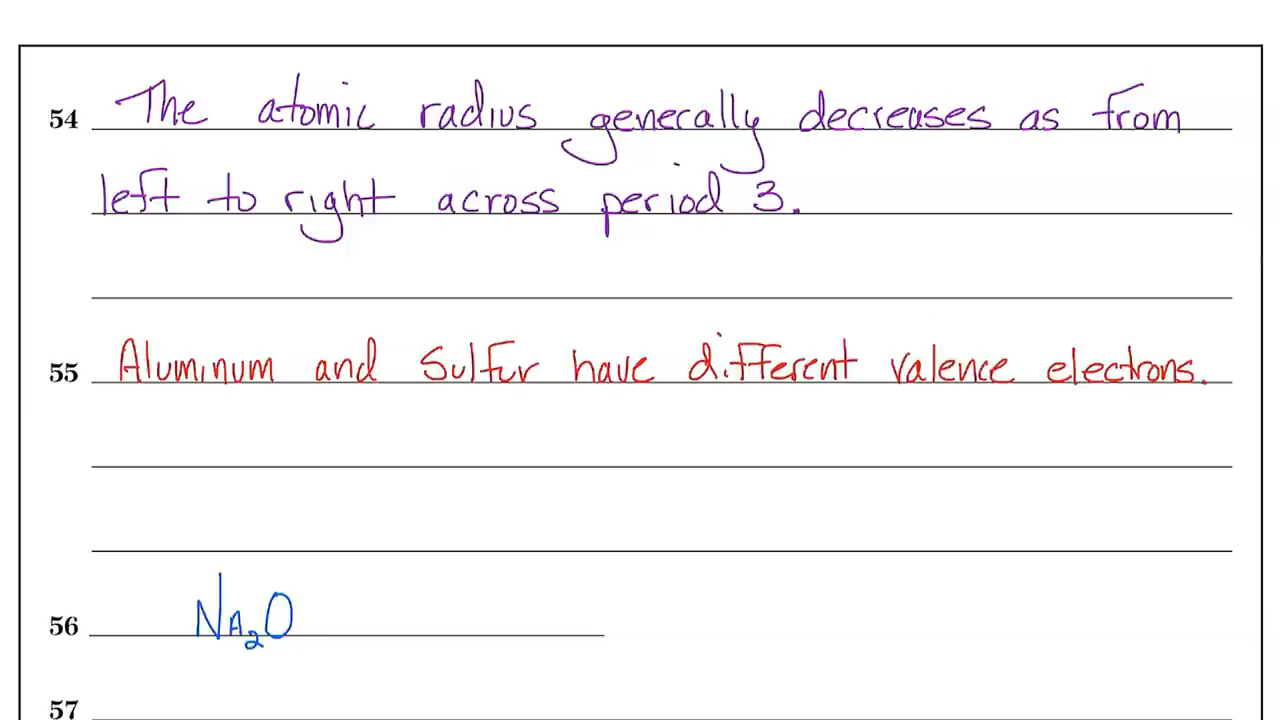 54 The atomic radius generally decreases as from
left to right across period 3.
55 Aluminum and Sulfur have different valence electrons.
56 Na₂O
57